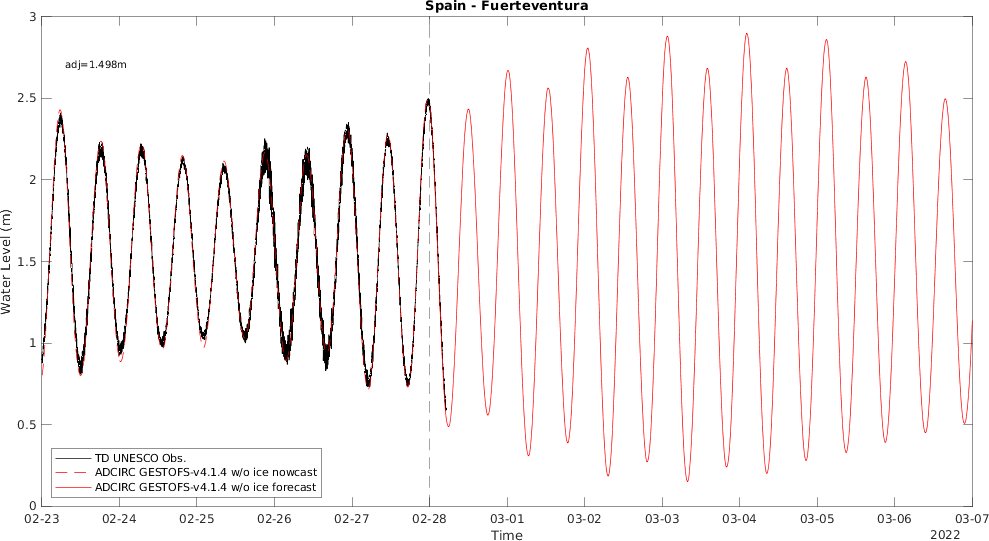 Spain - Fuerteventura
3
adj=1.498m
2.5
2
1.5
1
0.5
0
Water Level (m)
TD UNESCO Obs.
ADCIRC GESTOFS-v4.1.4 w/o ice nowcast
ADCIRC GESTOFS-v4.1.4 w/o ice forecast
02-23 02-24 02-25 02-26 02-27 02-28 03-01 03-02 03-03 03-04 03-05 03-06 03-07
Time
2022